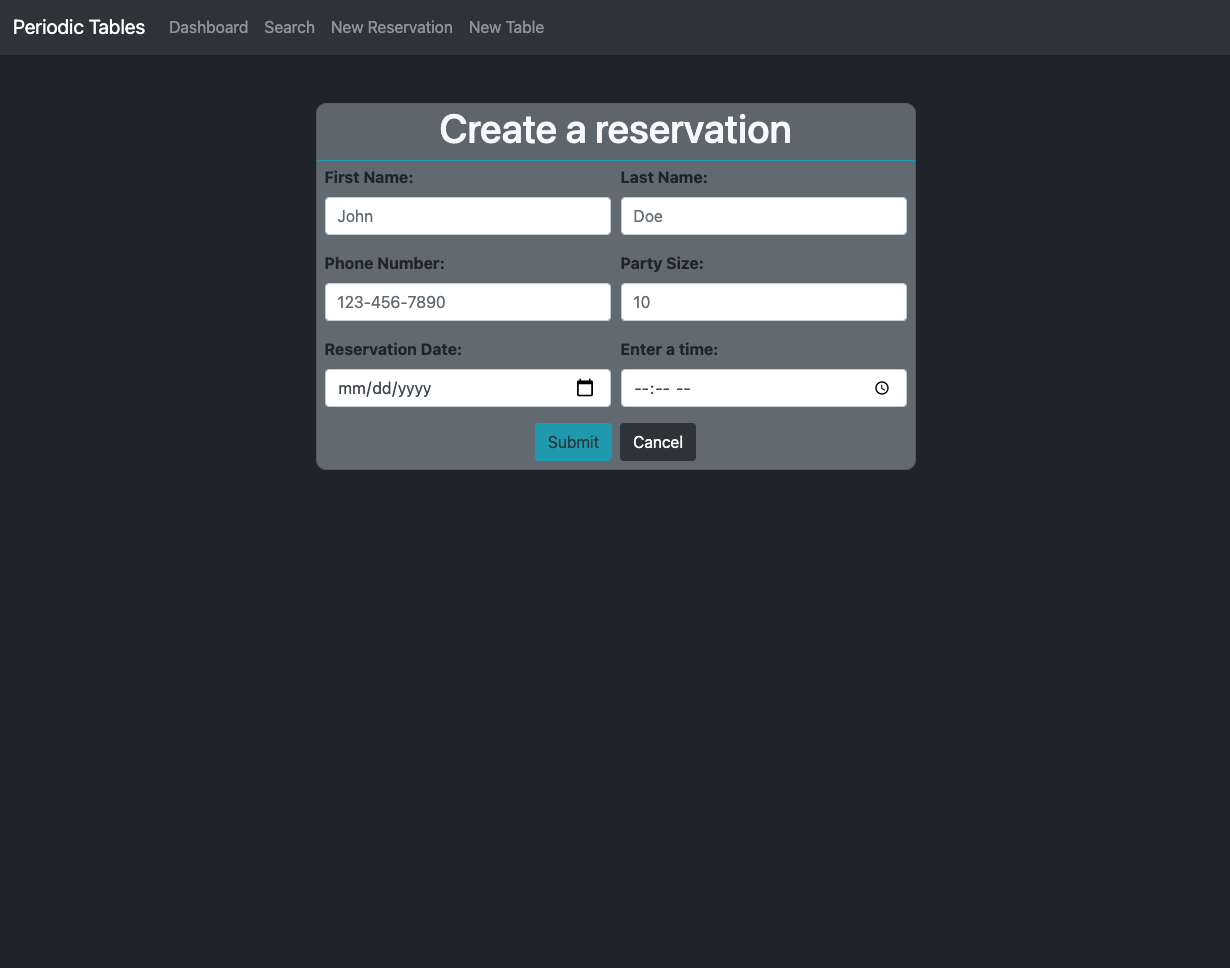 Periodic Tables Dashboard Search New Reservation New Table
Create a reservation
First Name: Last Name:
John Doe
Phone Number: Party Size:
123-456-7890 10
Reservation Date: Enter a time:
mm/dd/yyyy --:-- --
Submit Cancel